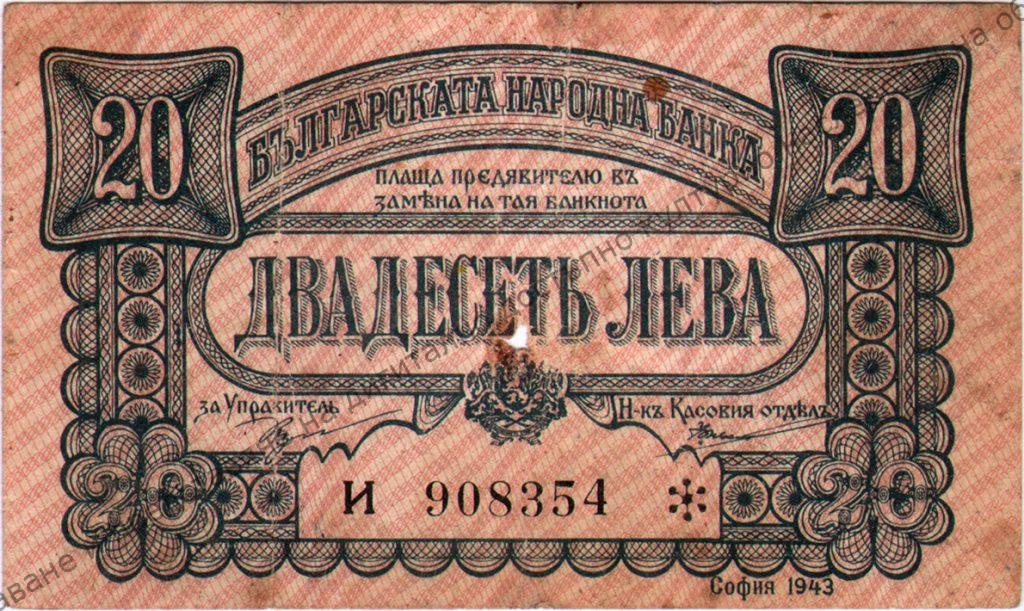 20
20
БЪЛГАРСКАТА НАРОДНА БАНКА
ПЛАЩА ПРЕДЯВИТЕЛЮ ВЪ
ЗАМѢНА НА ТАЯ БАНКНОТА
ДВАДЕСЕТЬ ЛЕВА
за Управитель
Н-къ Касовия отдѣлъ
20
И 908354
20
София 1943